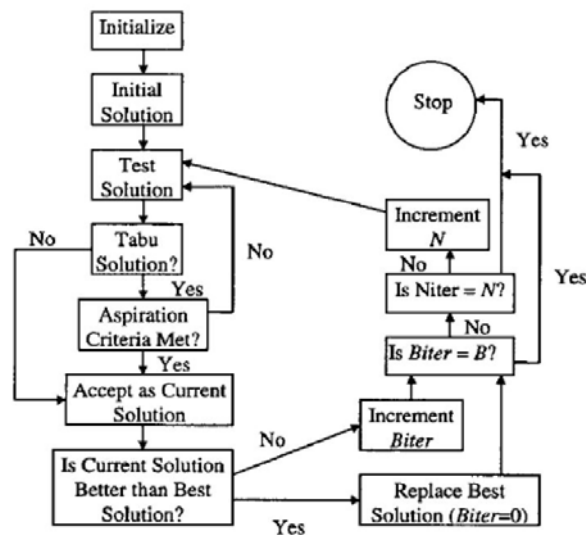 Initialize
Initial
Solution
Stop
Test
Solution
Yes
Increment
N
No
Tabu
Solution?
No
No
Yes
Is Niter = N?
Yes
Aspiration
Criteria Met?
No
Is Biter = B?
Yes
Accept as Current
Solution
No
Increment
Biter
Is Current Solution
Better than Best
Solution?
Yes
Replace Best
Solution (Biter=0)